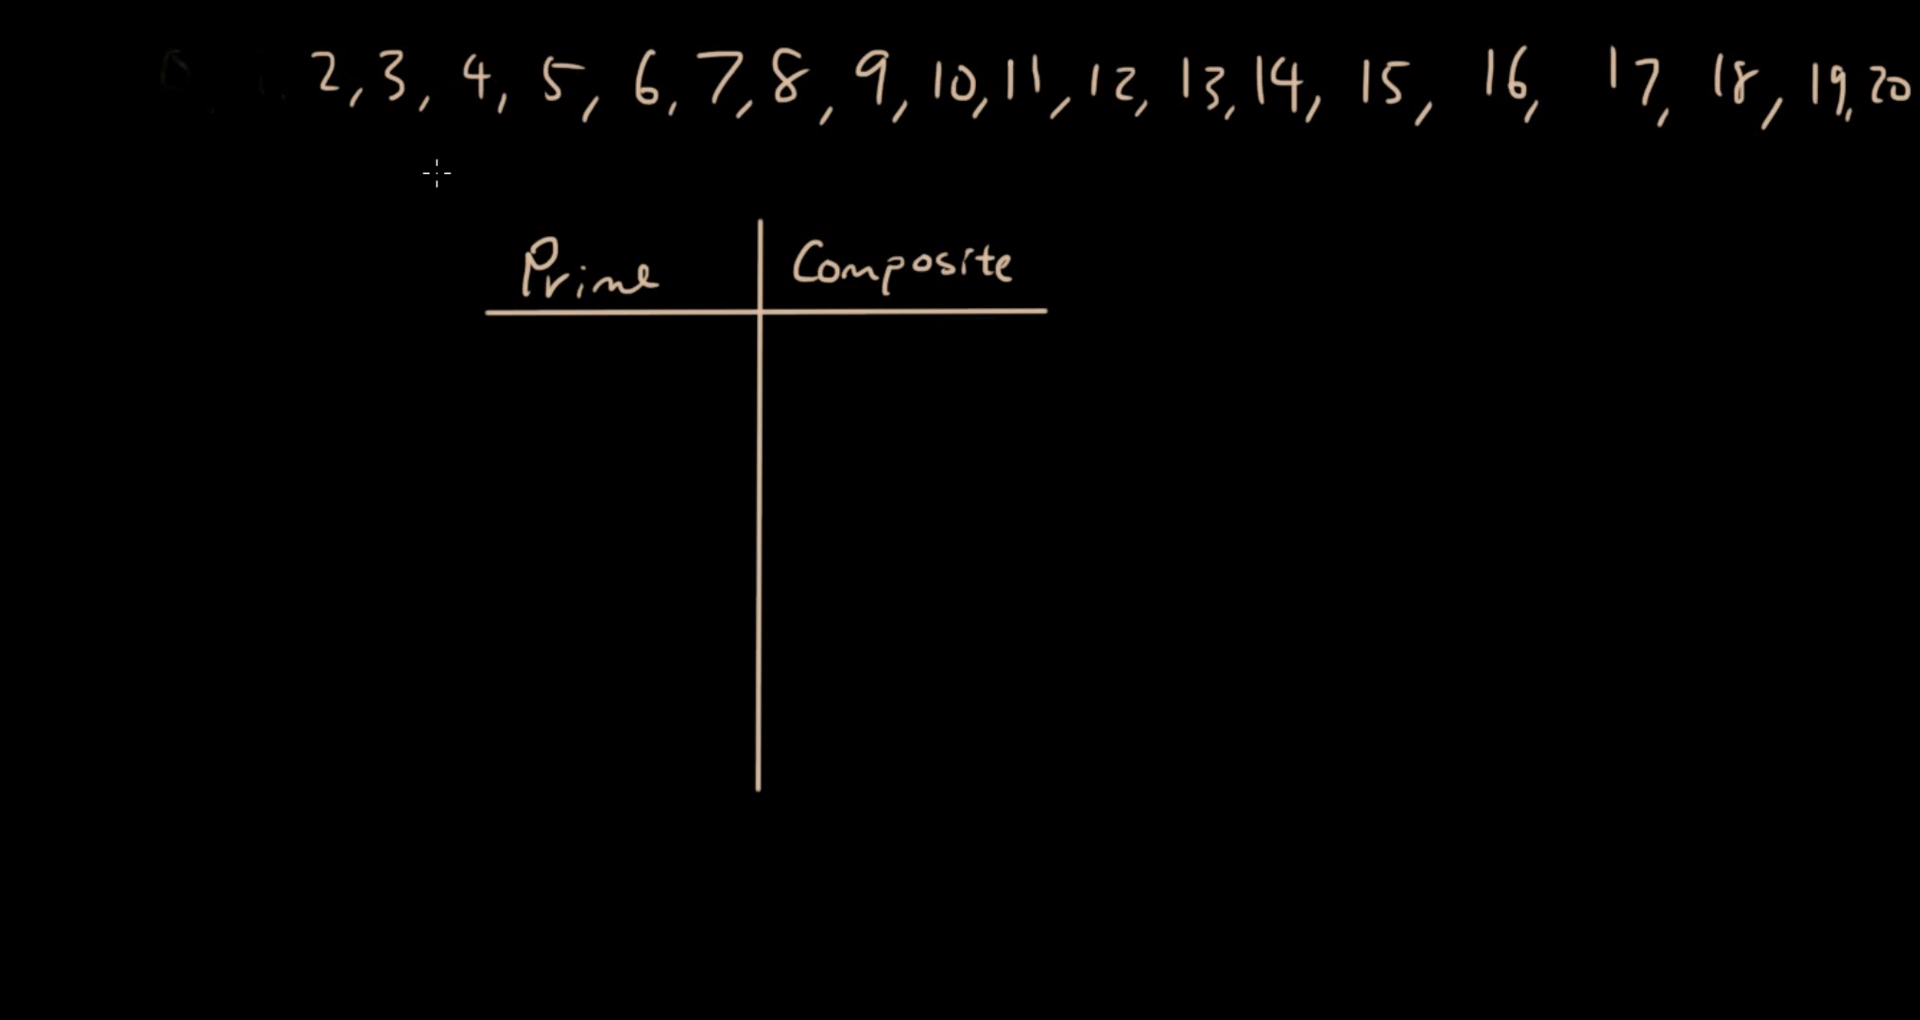 2, 3, 4, 5, 6, 7, 8, 9, 10, 11, 12, 13, 14, 15, 16, 17, 18, 19, 20
Prime Composite